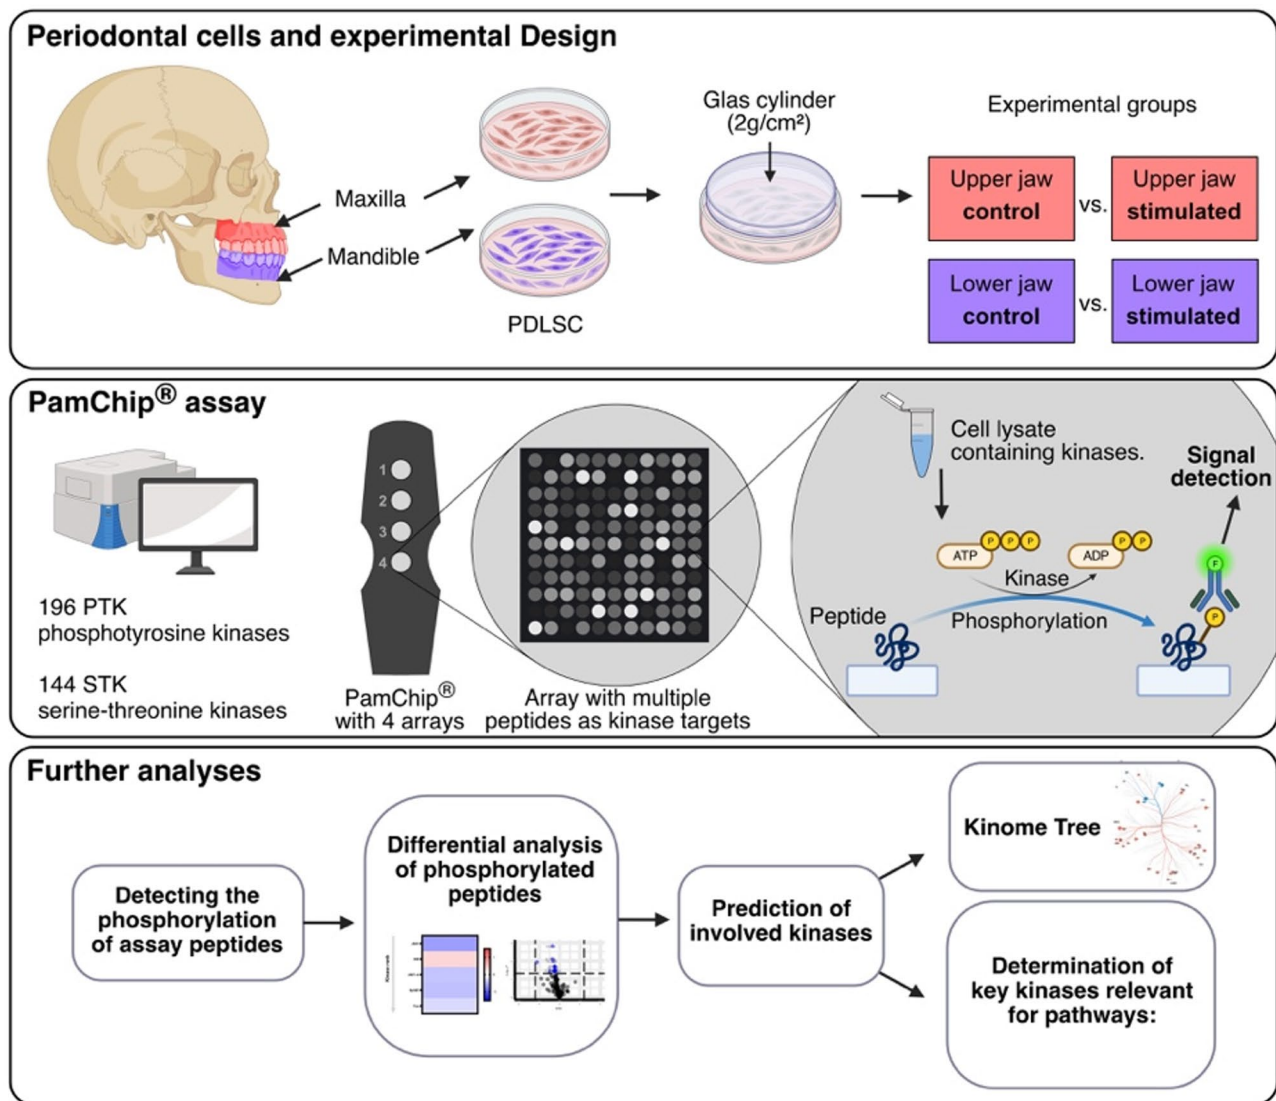 Periodontal cells and experimental Design
Maxilla
Mandible
PDLSC
Glas cylinder
(2g/cm²)
Experimental groups
Upper jaw
control
vs.
Upper jaw
stimulated
Lower jaw
control
vs.
Lower jaw
stimulated
PamChip® assay
196 PTK
phosphotyrosine kinases
144 STK
serine-threonine kinases
1
2
3
4
PamChip®
with 4 arrays
Array with multiple
peptides as kinase targets
Cell lysate
containing kinases.
Signal
detection
ATP
P
P
P
ADP
P
P
Kinase
Phosphorylation
Peptide
F
P
Further analyses
Detecting the
phosphorylation
of assay peptides
Differential analysis
of phosphorylated
peptides
Prediction of
involved kinases
Kinome Tree
Determination of
key kinases relevant
for pathways: